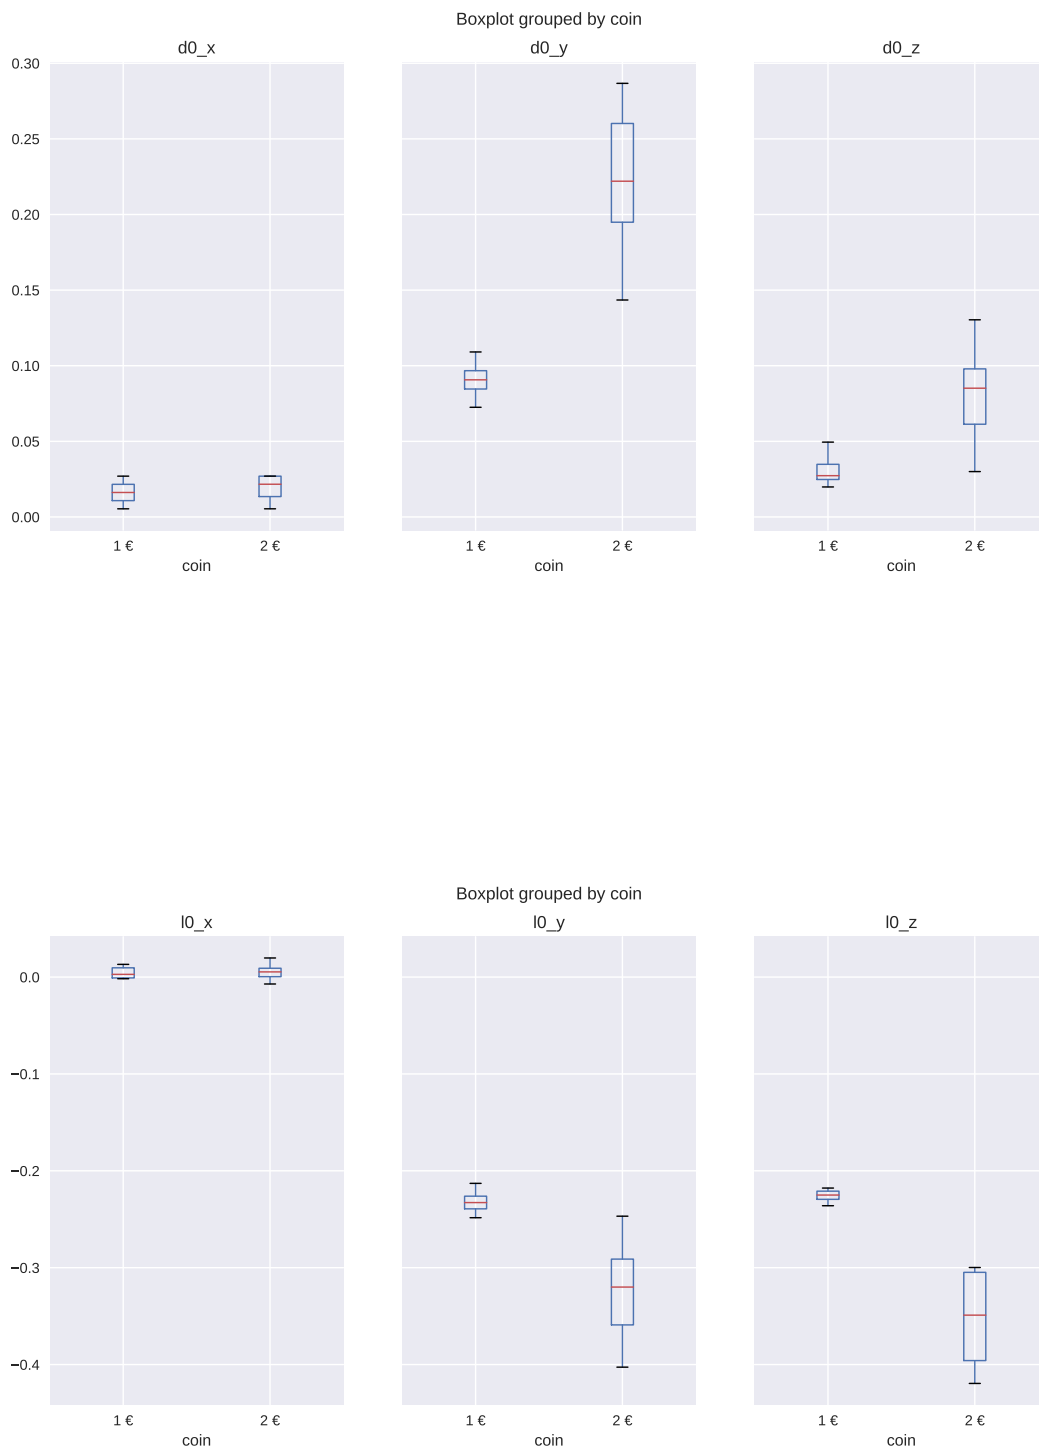 Boxplot grouped by coin
d0_x d0_y d0_z
0.30
0.25
0.20
0.15
0.10
0.05
0.00
1 € 2 € 1 € 2 € 1 € 2 €
coin coin coin
Boxplot grouped by coin
l0_x l0_y l0_z
0.0
−0.1
−0.2
−0.3
−0.4
1 € 2 € 1 € 2 € 1 € 2 €
coin coin coin